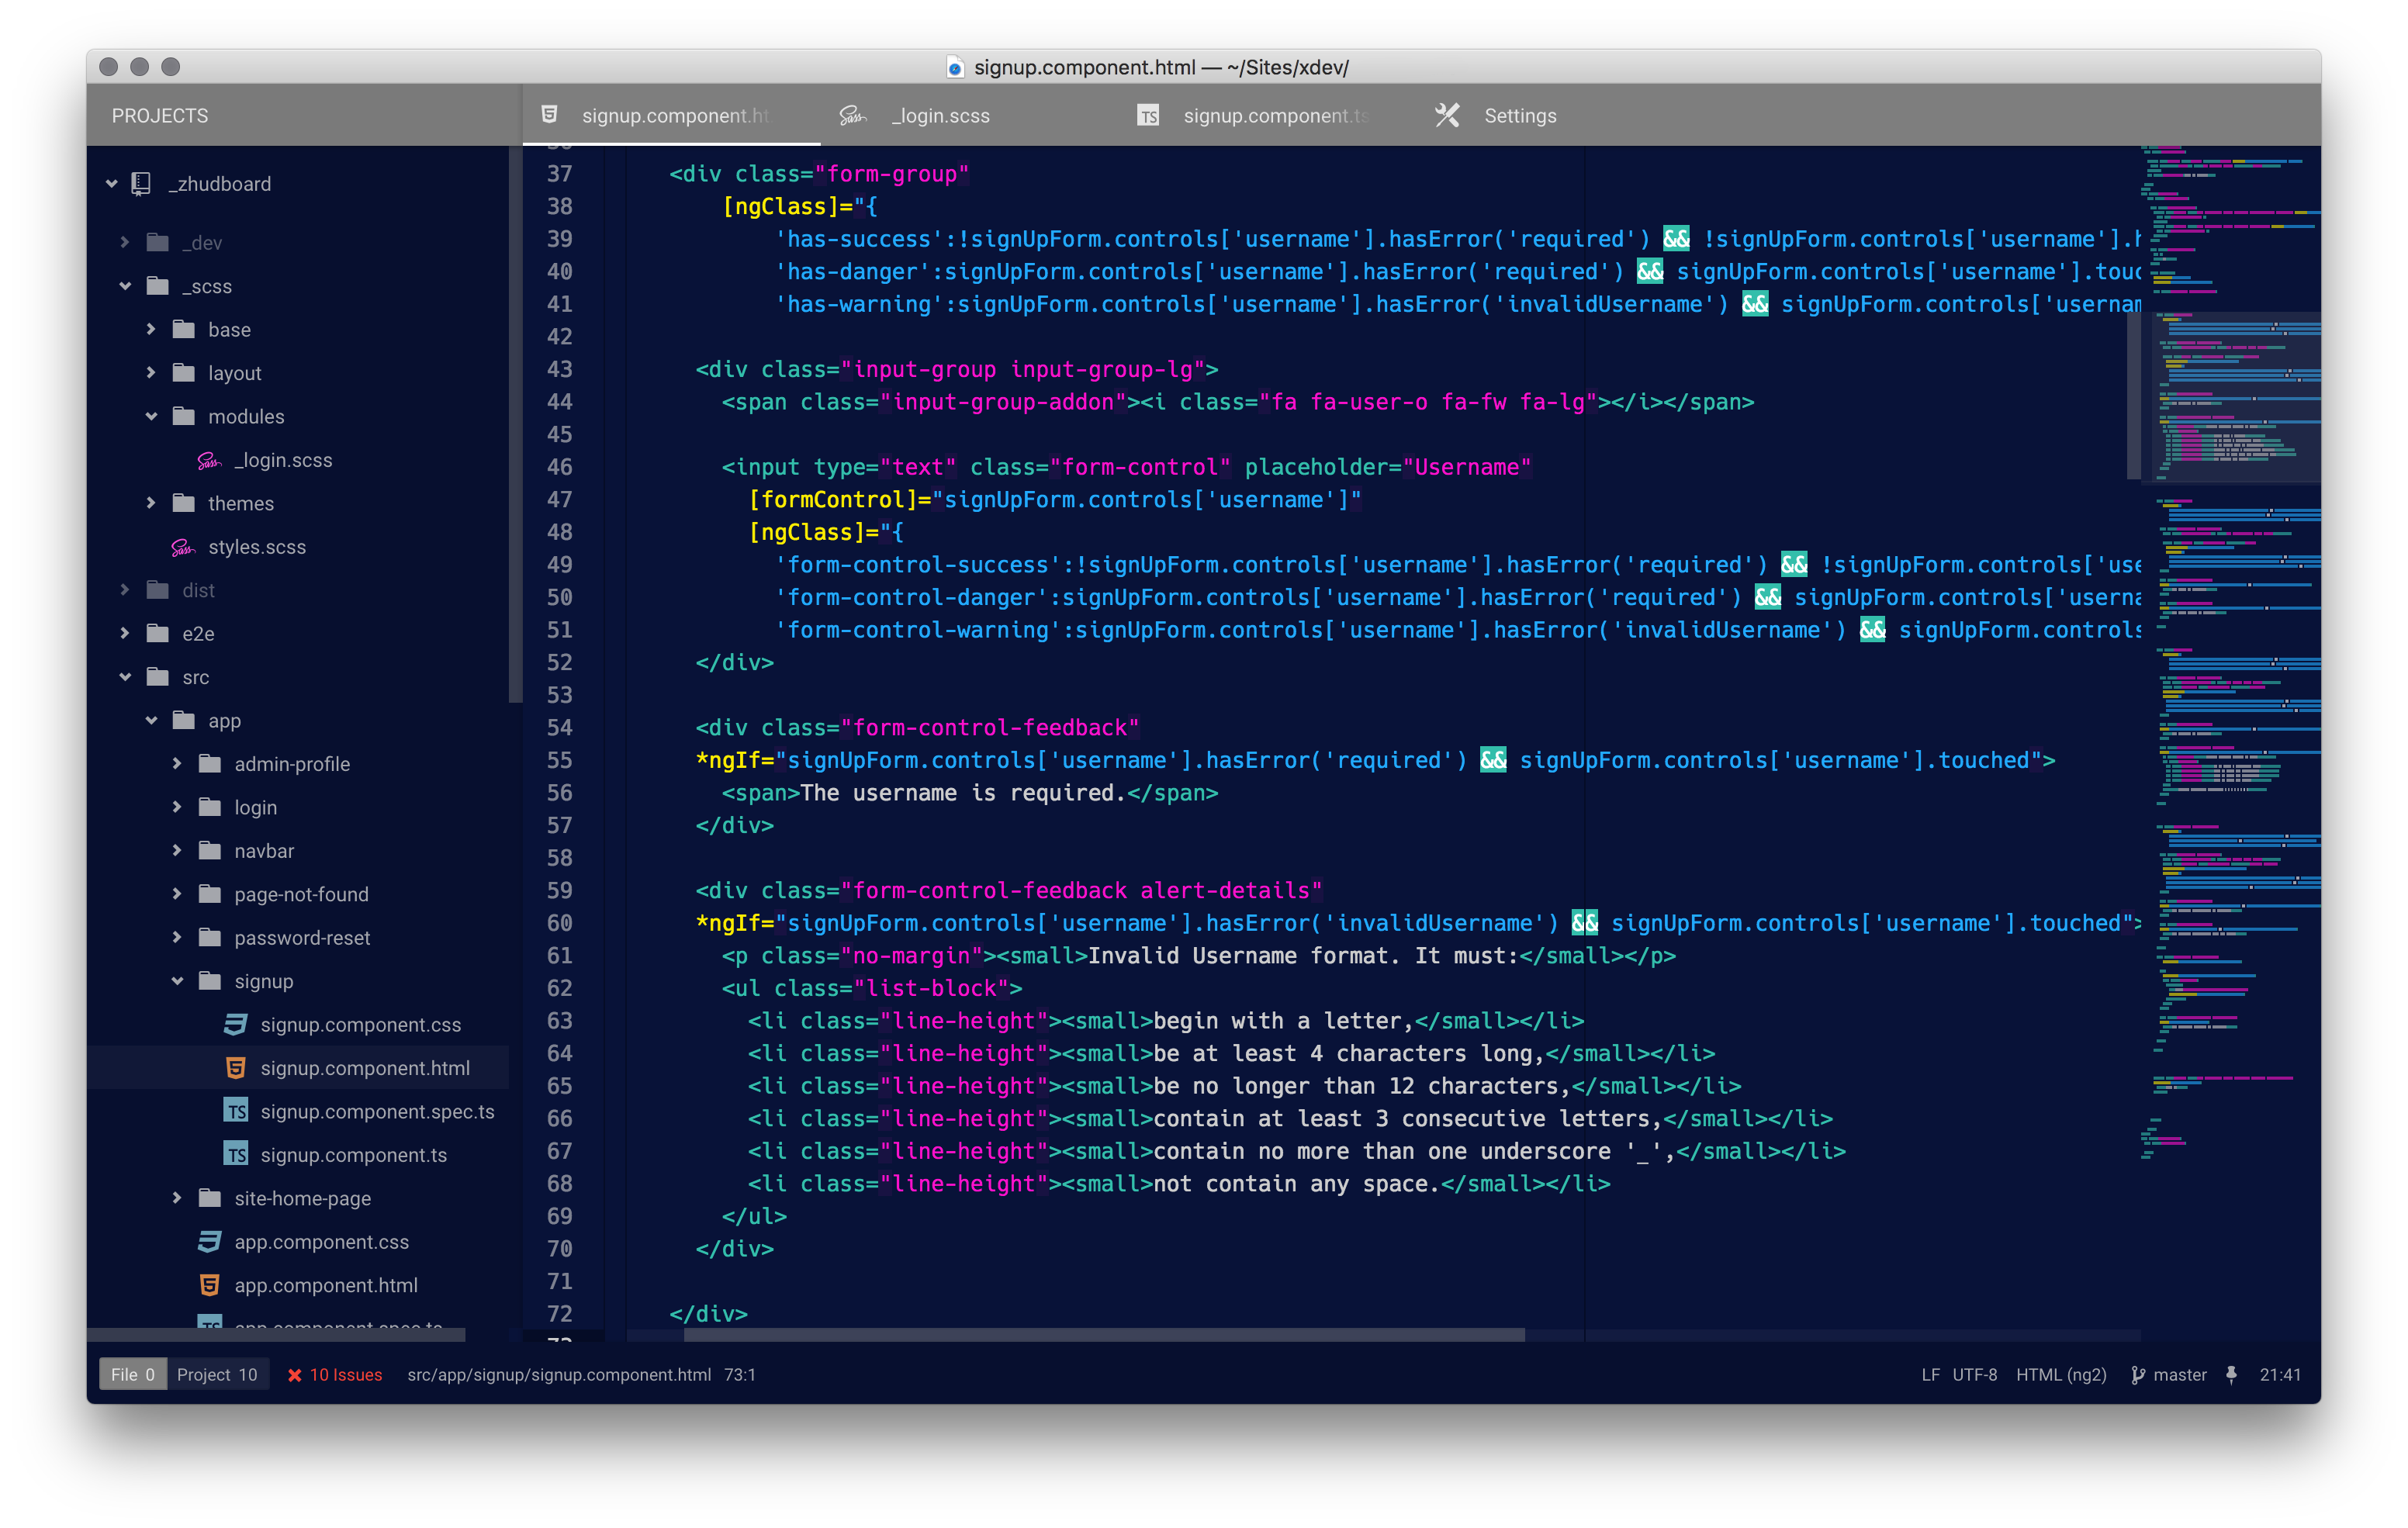 signup.component.html — ~/Sites/xdev/
PROJECTS
signup.component.ht
_login.scss
TS signup.component.ts
Settings
_zhudboard
_dev
_scss
base
layout
modules
_login.scss
themes
styles.scss
dist
e2e
src
app
admin-profile
login
navbar
page-not-found
password-reset
signup
signup.component.css
signup.component.html
TS signup.component.spec.ts
TS signup.component.ts
site-home-page
app.component.css
app.component.html
TS app.component.spec.ts
37 <div class="form-group"
38 [ngClass]="{
39 'has-success':!signUpForm.controls['username'].hasError('required') && !signUpForm.controls['username'].h
40 'has-danger':signUpForm.controls['username'].hasError('required') && signUpForm.controls['username'].touc
41 'has-warning':signUpForm.controls['username'].hasError('invalidUsername') && signUpForm.controls['usernam
42
43 <div class="input-group input-group-lg">
44 <span class="input-group-addon"><i class="fa fa-user-o fa-fw fa-lg"></i></span>
45
46 <input type="text" class="form-control" placeholder="Username"
47 [formControl]="signUpForm.controls['username']"
48 [ngClass]="{
49 'form-control-success':!signUpForm.controls['username'].hasError('required') && !signUpForm.controls['use
50 'form-control-danger':signUpForm.controls['username'].hasError('required') && signUpForm.controls['userna
51 'form-control-warning':signUpForm.controls['username'].hasError('invalidUsername') && signUpForm.controls
52 </div>
53
54 <div class="form-control-feedback"
55 *ngIf="signUpForm.controls['username'].hasError('required') && signUpForm.controls['username'].touched">
56 <span>The username is required.</span>
57 </div>
58
59 <div class="form-control-feedback alert-details"
60 *ngIf="signUpForm.controls['username'].hasError('invalidUsername') && signUpForm.controls['username'].touched">
61 <p class="no-margin"><small>Invalid Username format. It must:</small></p>
62 <ul class="list-block">
63 <li class="line-height"><small>begin with a letter,</small></li>
64 <li class="line-height"><small>be at least 4 characters long,</small></li>
65 <li class="line-height"><small>be no longer than 12 characters,</small></li>
66 <li class="line-height"><small>contain at least 3 consecutive letters,</small></li>
67 <li class="line-height"><small>contain no more than one underscore '_',</small></li>
68 <li class="line-height"><small>not contain any space.</small></li>
69 </ul>
70 </div>
71
72 </div>
73
File 0 Project 10 10 Issues src/app/signup/signup.component.html 73:1 LF UTF-8 HTML (ng2) master 21:41